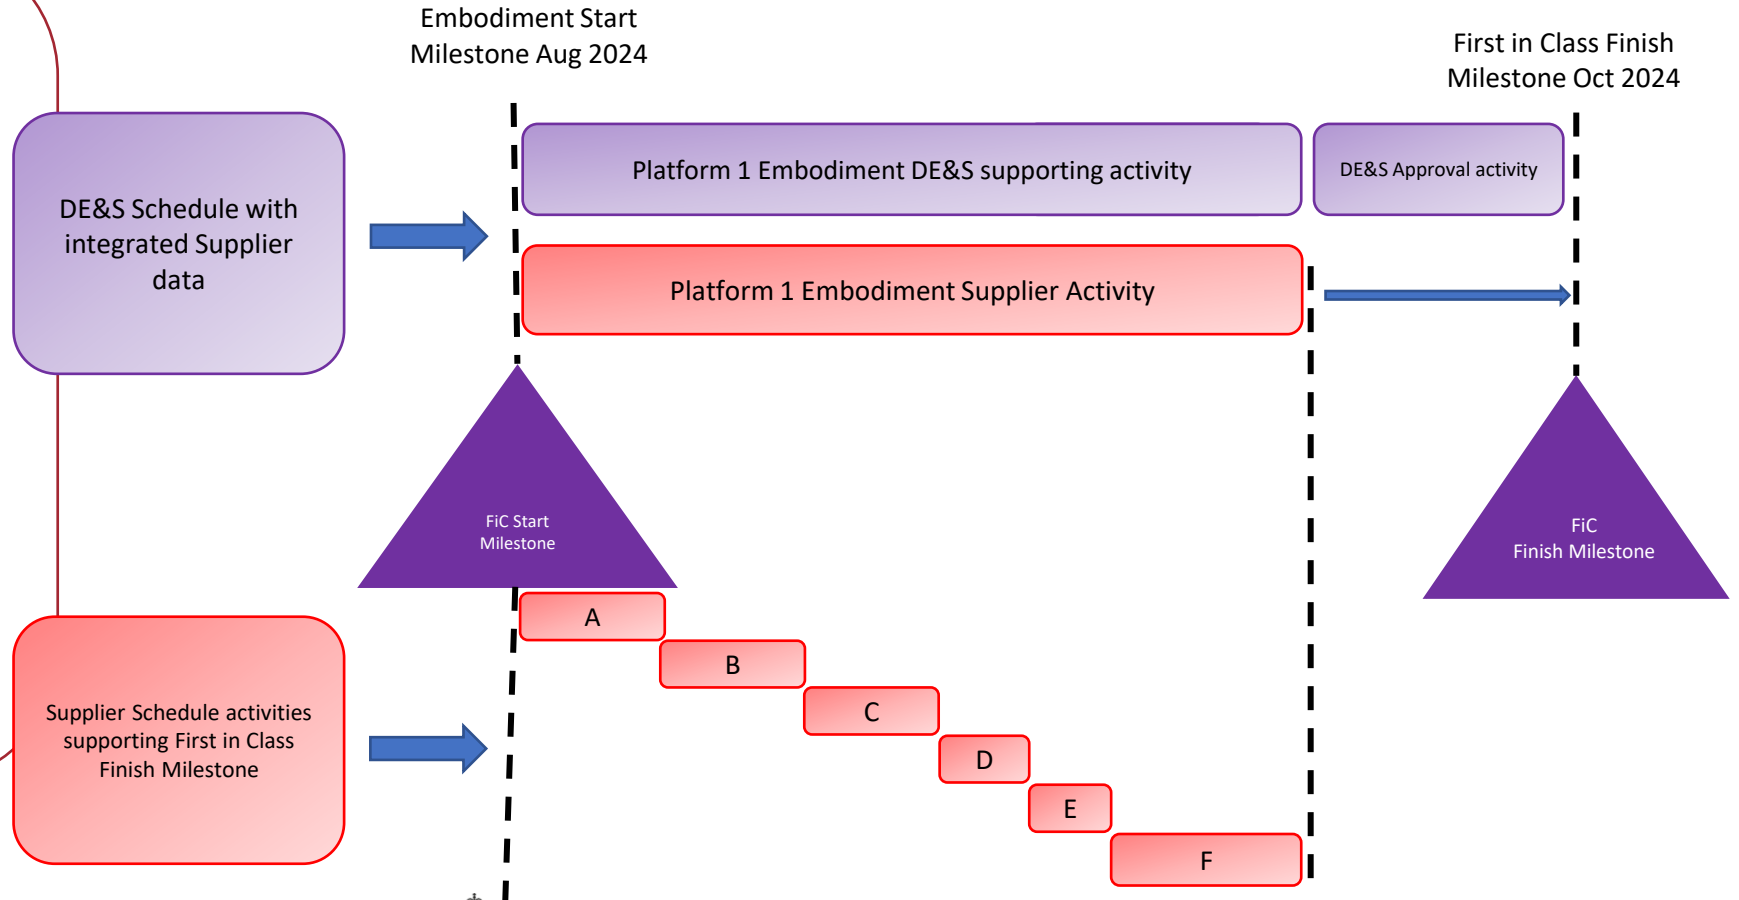 Embodiment Start
Milestone Aug 2024
First in Class Finish
Milestone Oct 2024
DE&S Schedule with
integrated Supplier
data
Platform 1 Embodiment DE&S supporting activity
DE&S Approval activity
Platform 1 Embodiment Supplier Activity
FiC Start
Milestone
FiC
Finish Milestone
Supplier Schedule activities
supporting First in Class
Finish Milestone
A
B
C
D
E
F